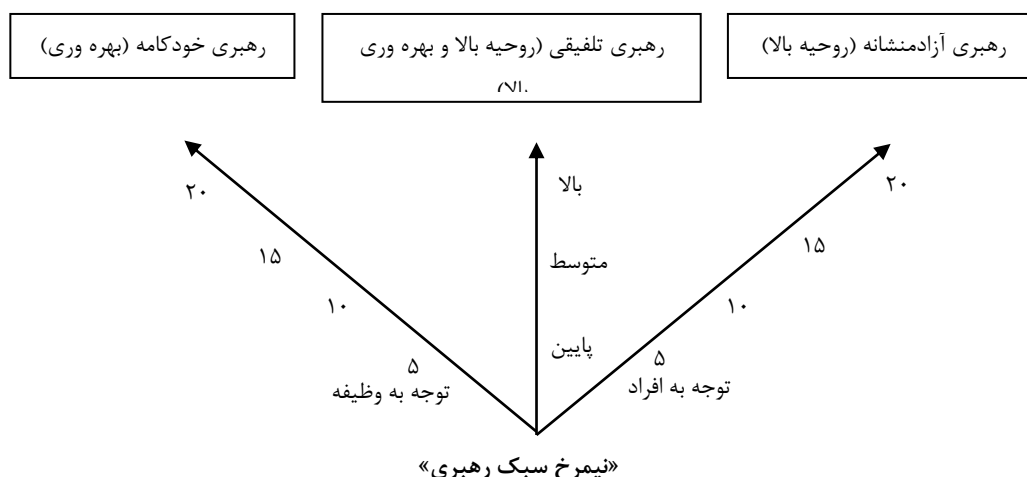 رهبری آزادمنشانه (روحیه بالا)
رهبری تلفیقی (روحیه بالا و بهره وری
بالا)
رهبری خودکامه (بهره وری)
۲۰
۱۵
۱۰
۵
توجه به افراد
بالا
متوسط
پایین
۲۰
۱۵
۱۰
۵
توجه به وظیفه
«نیمرخ سبک رهبری»